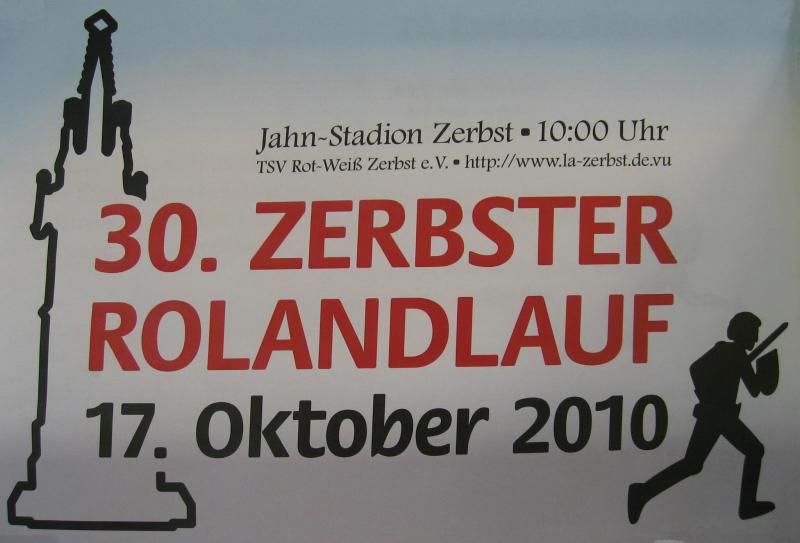 Jahn-Stadion Zerbst ▪ 10:00 Uhr
TSV Rot-Weiß Zerbst e.V. ▪ http://www.la-zerbst.de.vu
30. ZERBSTER
ROLANDLAUF
17. Oktober 2010